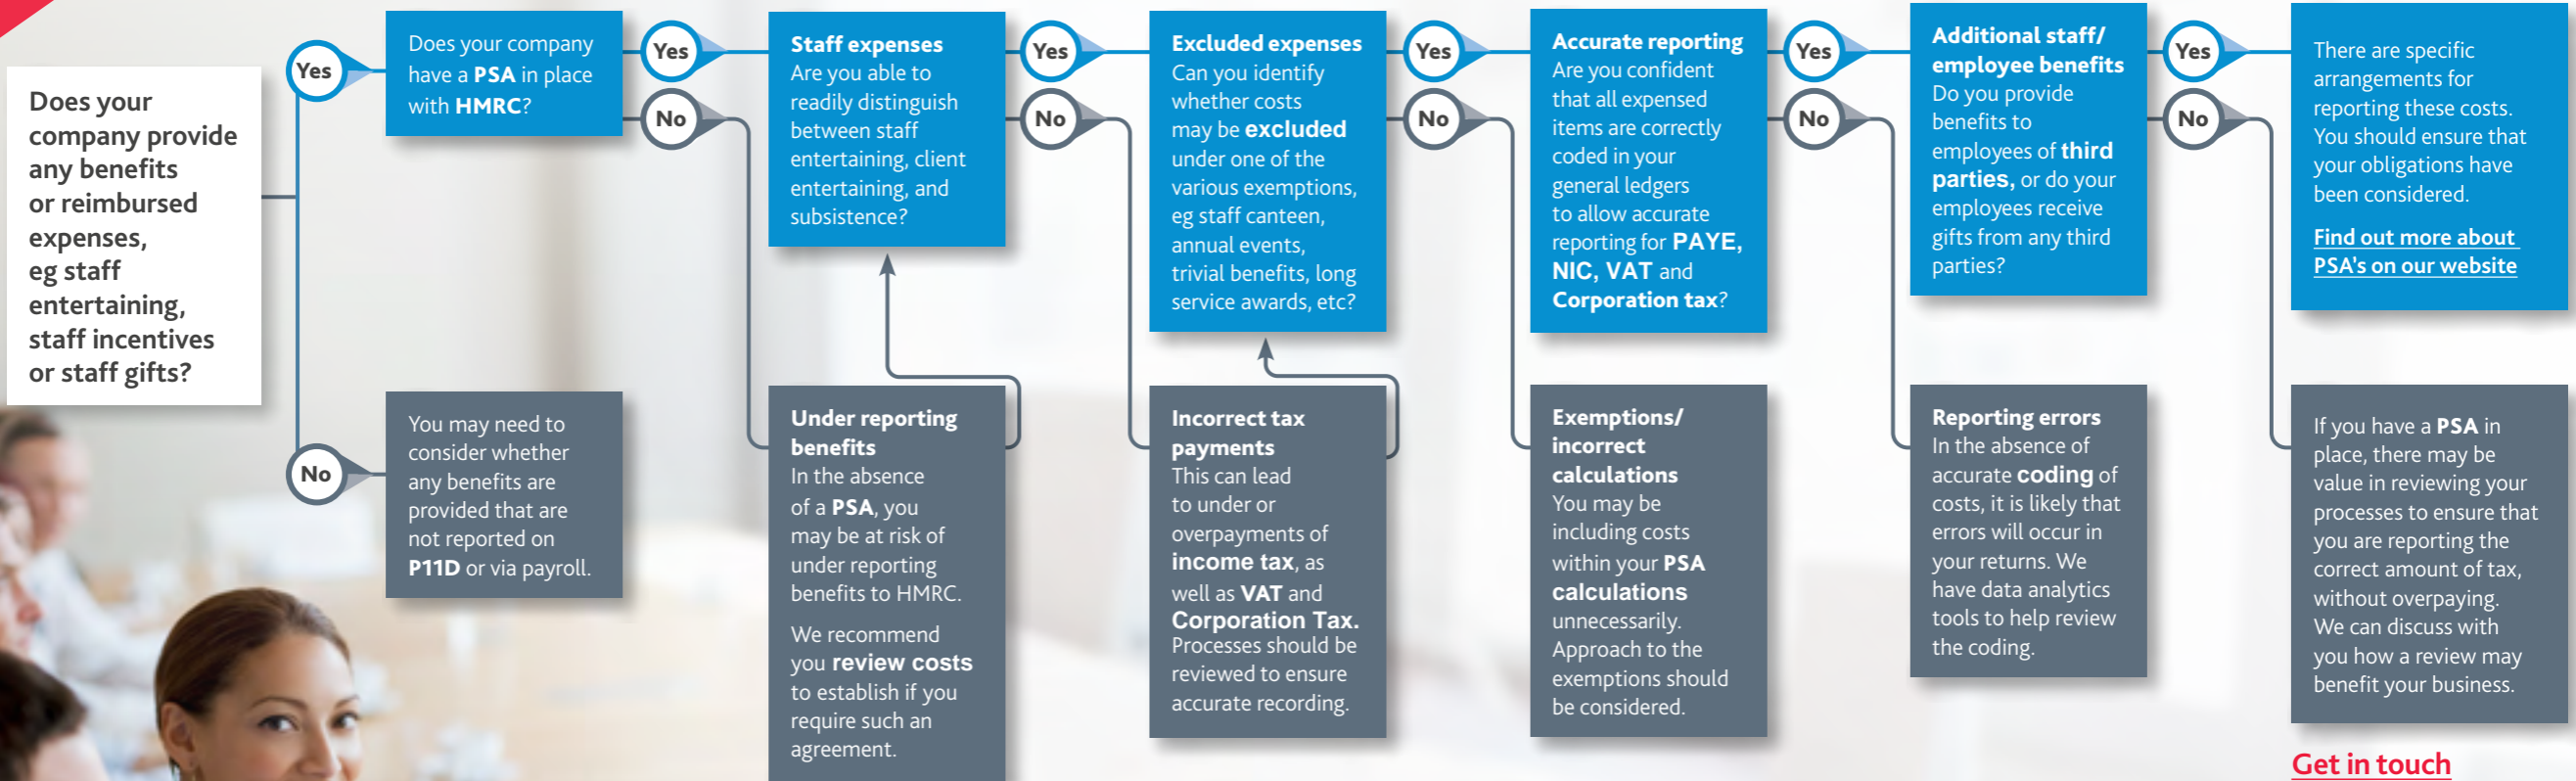 Does your
company provide
any benefits
or reimbursed
expenses,
eg staff
entertaining,
staff incentives
or staff gifts?
Yes
No
Does your company
have a PSA in place
with HMRC?
You may need to
consider whether
any benefits are
provided that are
not reported on
P11D or via payroll.
Yes
No
Staff expenses
Are you able to
readily distinguish
between staff
entertaining, client
entertaining, and
subsistence?
Under reporting
benefits
In the absence
of a PSA, you
may be at risk of
under reporting
benefits to HMRC.
We recommend
you review costs
to establish if you
require such an
agreement.
Yes
No
Excluded expenses
Can you identify
whether costs
may be excluded
under one of the
various exemptions,
eg staff canteen,
annual events,
trivial benefits, long
service awards, etc?
Incorrect tax
payments
This can lead
to under or
overpayments of
income tax, as
well as VAT and
Corporation Tax.
Processes should be
reviewed to ensure
accurate recording.
Yes
No
Accurate reporting
Are you confident
that all expensed
items are correctly
coded in your
general ledgers
to allow accurate
reporting for PAYE,
NIC, VAT and
Corporation tax?
Exemptions/
incorrect
calculations
You may be
including costs
within your PSA
calculations
unnecessarily.
Approach to the
exemptions should
be considered.
Yes
No
Additional staff/
employee benefits
Do you provide
benefits to
employees of third
parties, or do your
employees receive
gifts from any third
parties?
Reporting errors
In the absence of
accurate coding of
costs, it is likely that
errors will occur in
your returns. We
have data analytics
tools to help review
the coding.
Yes
No
There are specific
arrangements for
reporting these costs.
You should ensure that
your obligations have
been considered.
Find out more about
PSA's on our website
If you have a PSA in
place, there may be
value in reviewing your
processes to ensure that
you are reporting the
correct amount of tax,
without overpaying.
We can discuss with
you how a review may
benefit your business.
Get in touch